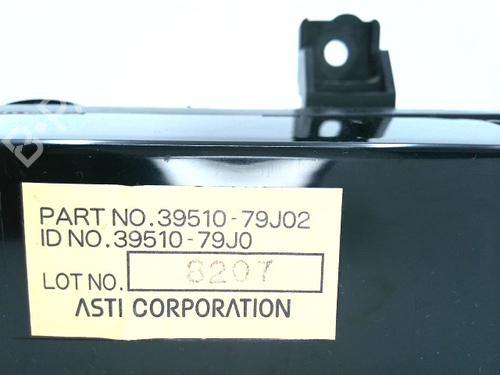 PART NO. 39510-79J02
ID NO. 39510-79J0
LOT NO. 8207
ASTI CORPORATION